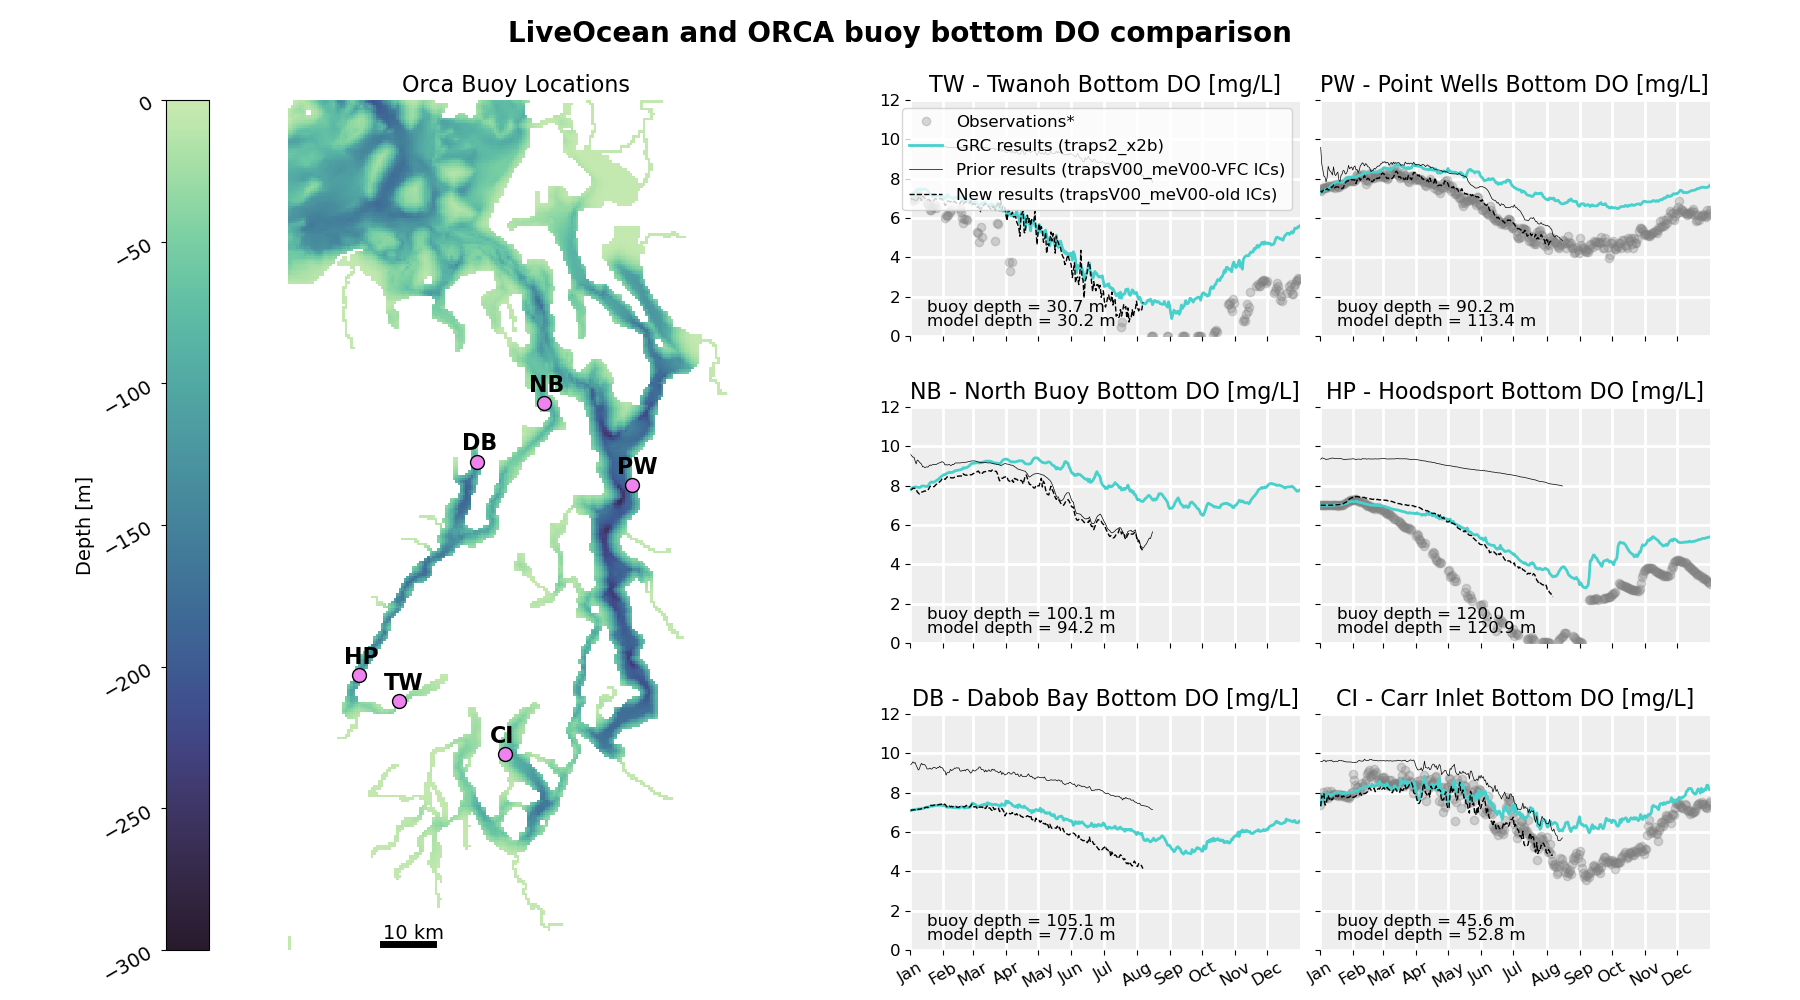 LiveOcean and ORCA buoy bottom DO comparison
Orca Buoy Locations
0
−50
−100
−150
−200
−250
−300
Depth [m]
NB
DB
PW
HP
TW
CI
10 km
TW - Twanoh Bottom DO [mg/L]
Observations*
GRC results (traps2_x2b)
Prior results (trapsV00_meV00-VFC ICs)
New results (trapsV00_meV00-old ICs)
12
10
8
6
4
2
0
buoy depth = 30.7 m
model depth = 30.2 m
PW - Point Wells Bottom DO [mg/L]
buoy depth = 90.2 m
model depth = 113.4 m
NB - North Buoy Bottom DO [mg/L]
12
10
8
6
4
2
0
buoy depth = 100.1 m
model depth = 94.2 m
HP - Hoodsport Bottom DO [mg/L]
buoy depth = 120.0 m
model depth = 120.9 m
DB - Dabob Bay Bottom DO [mg/L]
12
10
8
6
4
2
0
buoy depth = 105.1 m
model depth = 77.0 m
Jan Feb Mar Apr May Jun Jul Aug Sep Oct Nov Dec
CI - Carr Inlet Bottom DO [mg/L]
buoy depth = 45.6 m
model depth = 52.8 m
Jan Feb Mar Apr May Jun Jul Aug Sep Oct Nov Dec